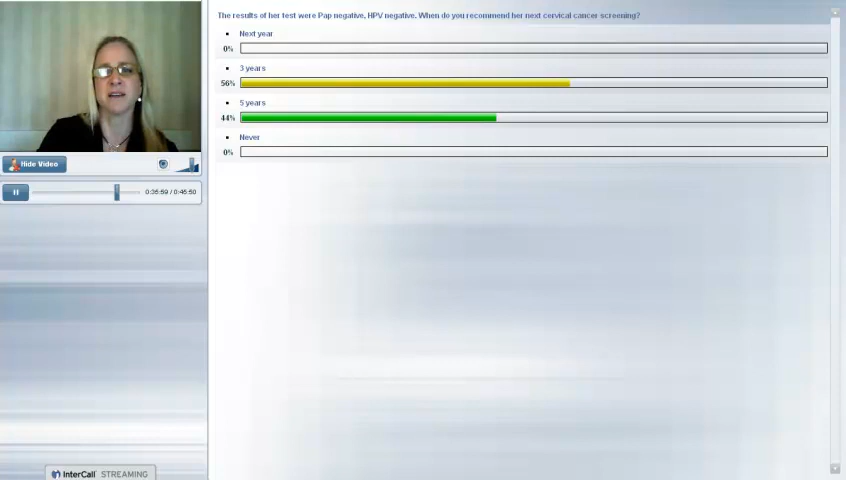 The results of her test were Pap negative, HPV negative. When do you recommend her next cervical cancer screening?
Next year
0%
3 years
56%
5 years
44%
Never
0%
Hide Video
0:35:59 / 0:46:50
InterCall STREAMING